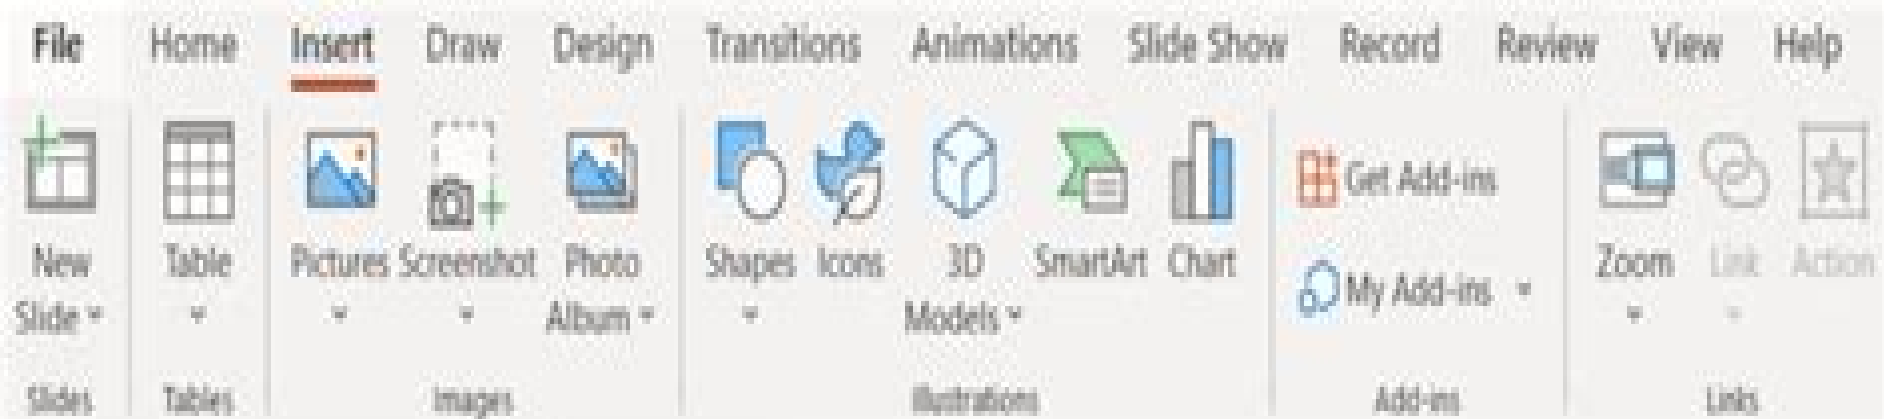 File Home Insert Draw Design Transitions Animations Slide Show Record Review View Help
New Slide
Table
Pictures
Screenshot
Photo Album
Shapes
Icons
3D Models
SmartArt
Chart
Get Add-ins
My Add-ins
Zoom
Link
Action
Slides Tables Images Illustrations Add-ins Links